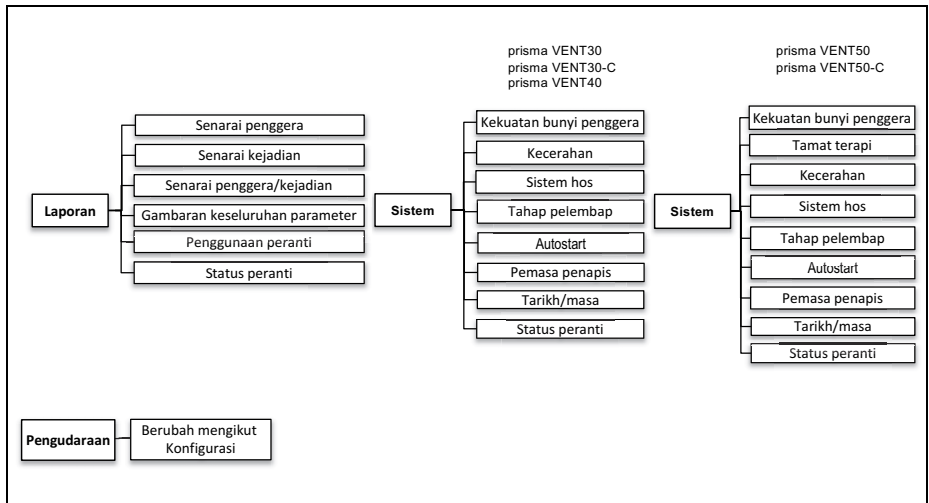 prisma VENT30
prisma VENT30-C
prisma VENT40
prisma VENT50
prisma VENT50-C
Laporan
Senarai penggera
Senarai kejadian
Senarai penggera/kejadian
Gambaran keseluruhan parameter
Penggunaan peranti
Status peranti
Sistem
Kekuatan bunyi penggera
Kecerahan
Sistem hos
Tahap pelembap
Autostart
Pemasa penapis
Tarikh/masa
Status peranti
Sistem
Kekuatan bunyi penggera
Tamat terapi
Kecerahan
Sistem hos
Tahap pelembap
Autostart
Pemasa penapis
Tarikh/masa
Status peranti
Pengudaraan
Berubah mengikut
Konfigurasi